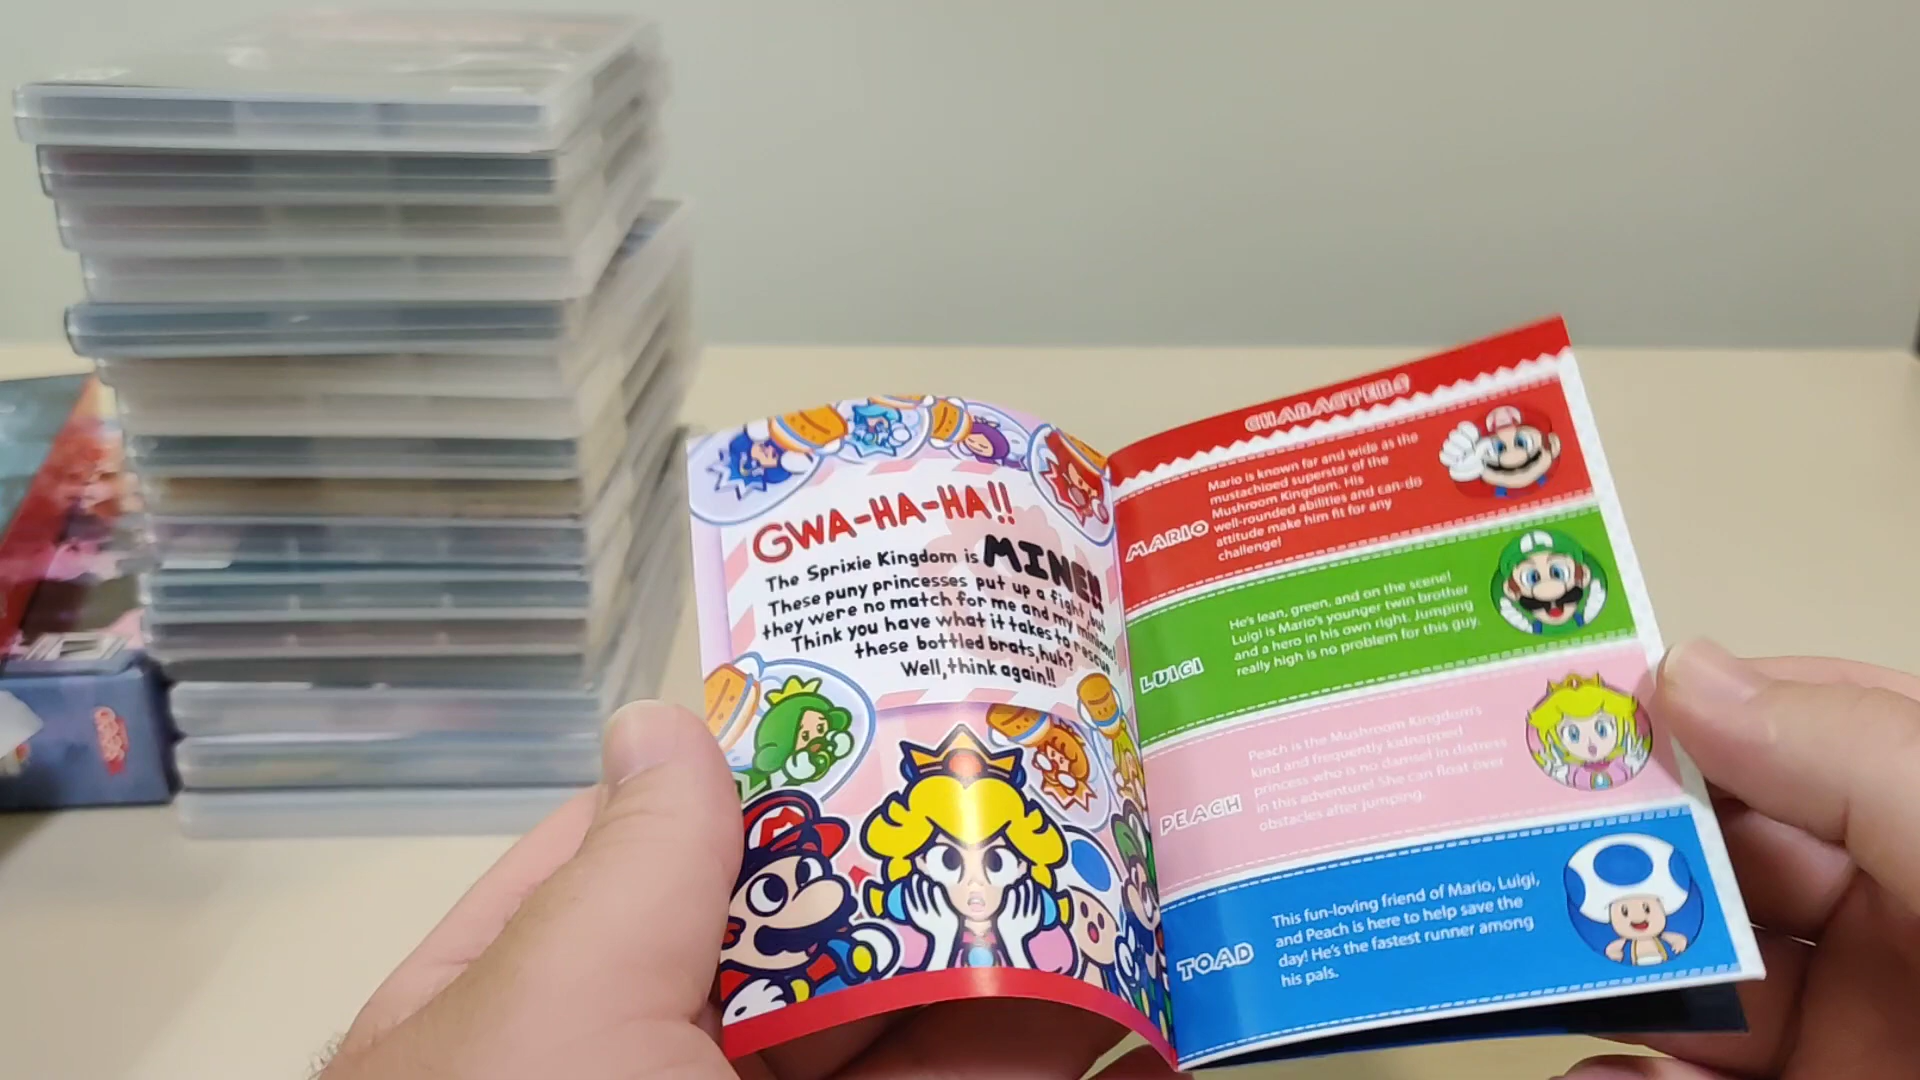 GWA-HA-HA!!
The Sprixie Kingdom is MINE!!
These puny princesses put up a fight, but
they were no match for me and my minions!
Think you have what it takes to rescue
these bottled brats, huh?
Well, think again!!
CHARACTERS
MARIO
Mario is known far and wide as the
mustachioed superstar of the
Mushroom Kingdom. His
well-rounded abilities and can-do
attitude make him fit for any
challenge!
LUIGI
He's lean, green, and on the scene!
Luigi is Mario's younger twin brother
and a hero in his own right. Jumping
really high is no problem for this guy.
PEACH
Peach is the Mushroom Kingdom's
kind and frequently kidnapped
princess who is no damsel in distress
in this adventure! She can float over
obstacles after jumping.
TOAD
This fun-loving friend of Mario, Luigi,
and Peach is here to help save the
day! He's the fastest runner among
his pals.